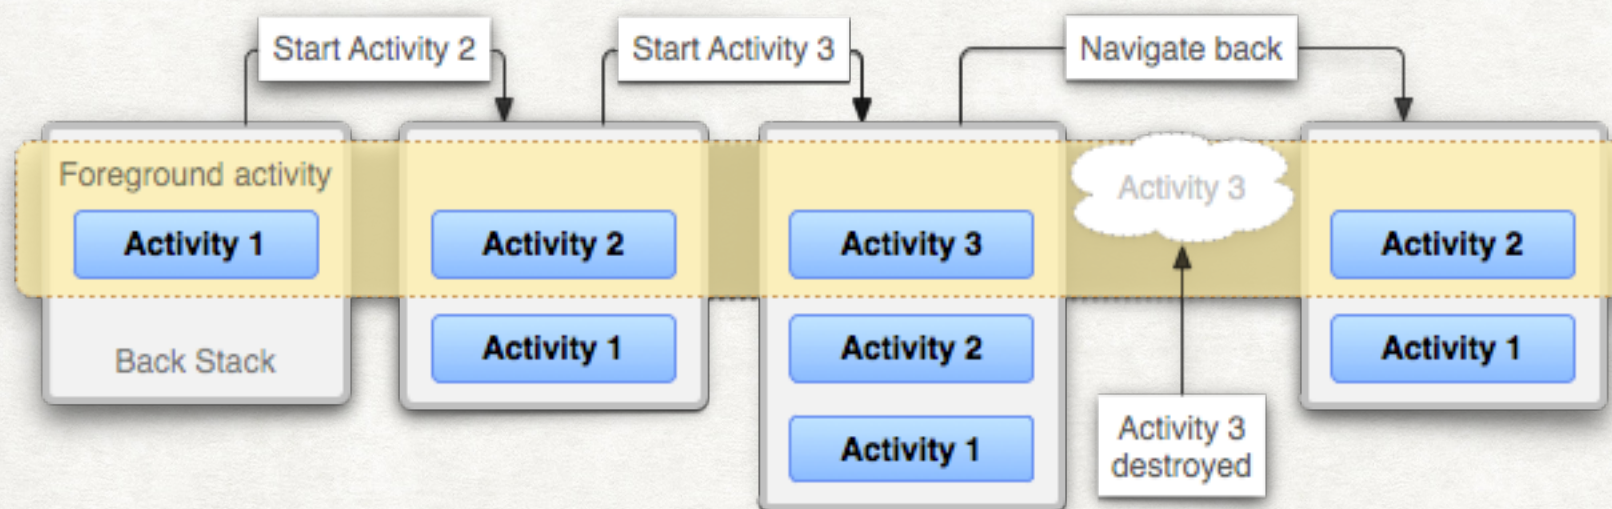 Start Activity 2
Start Activity 3
Navigate back
Foreground activity
Activity 1
Back Stack
Activity 2
Activity 1
Activity 3
Activity 2
Activity 1
Activity 3
Activity 3
destroyed
Activity 2
Activity 1